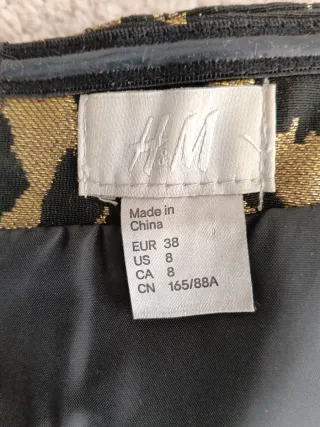 H&M
Made in
China
EUR 38
US 8
CA 8
CN 165/88A